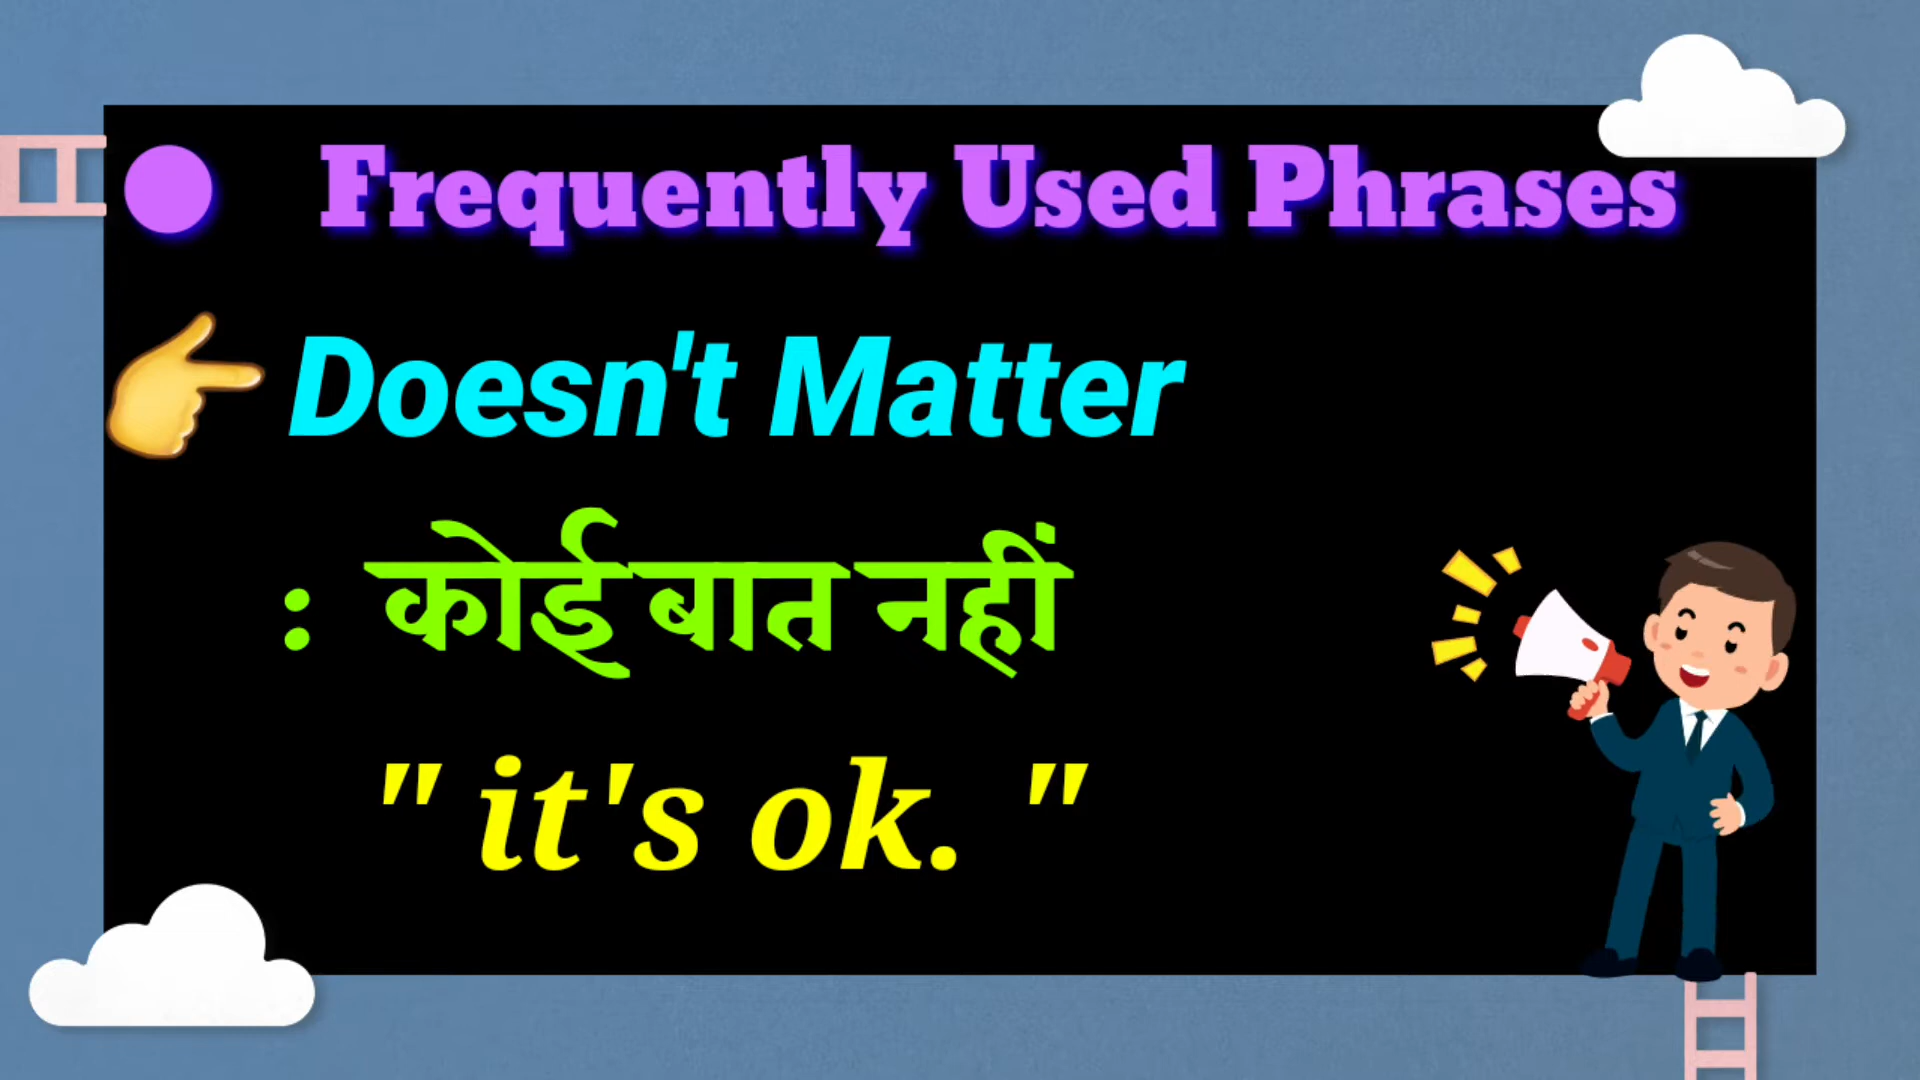 ● Frequently Used Phrases
👉 Doesn't Matter
: कोई बात नहीं
" it's ok. "